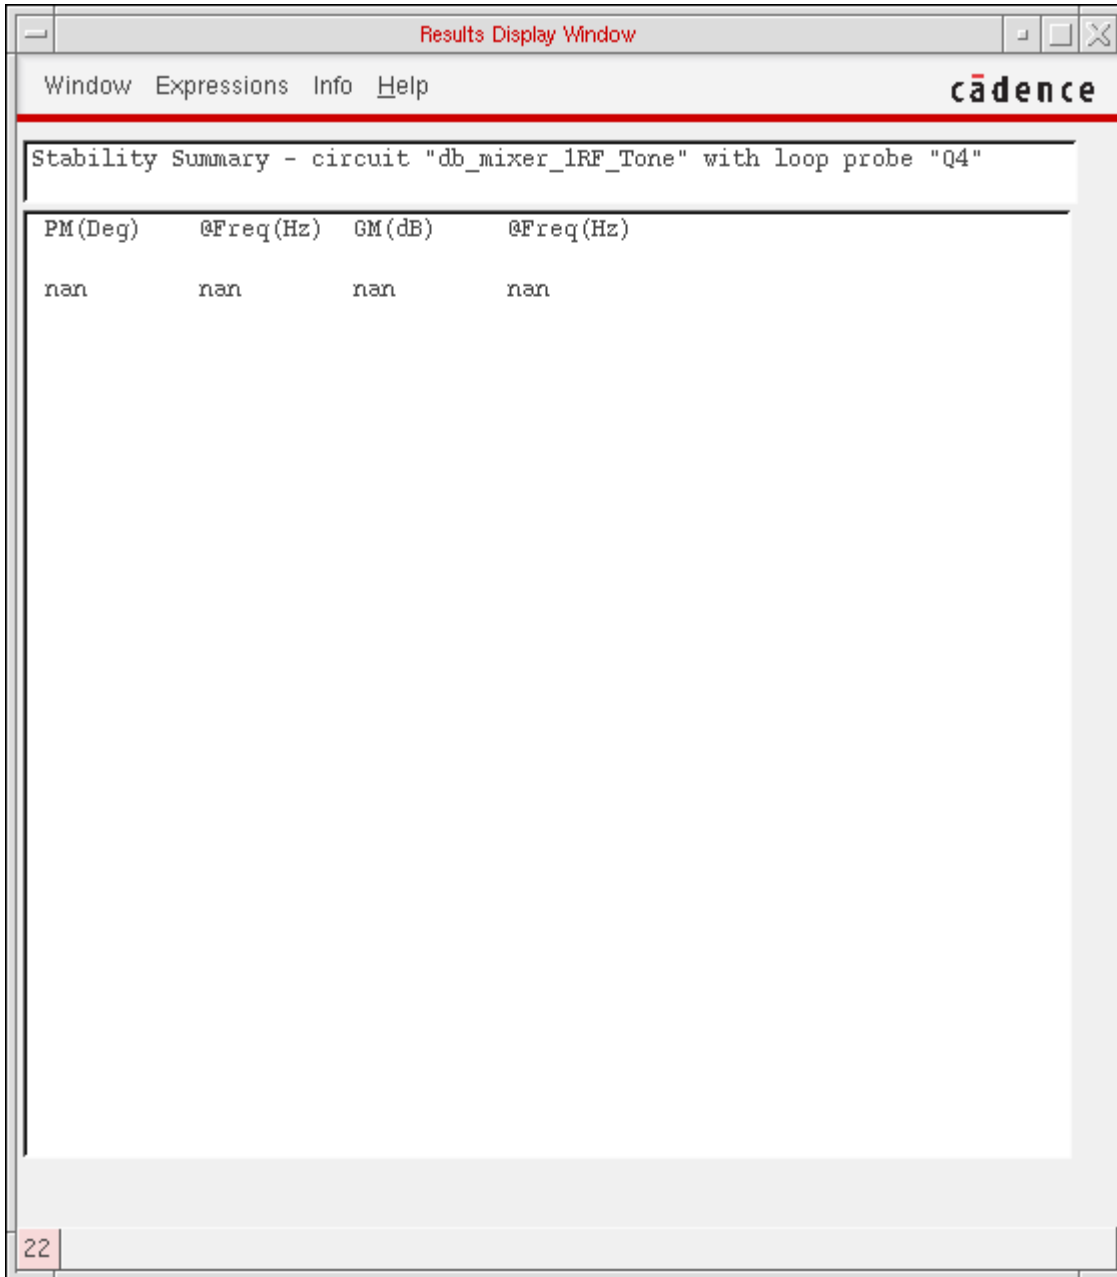 Results Display Window
Window Expressions Info Help
cādence
Stability Summary - circuit "db_mixer_1RF_Tone" with loop probe "Q4"
PM(Deg) @Freq(Hz) GM(dB) @Freq(Hz)
nan nan nan nan
22